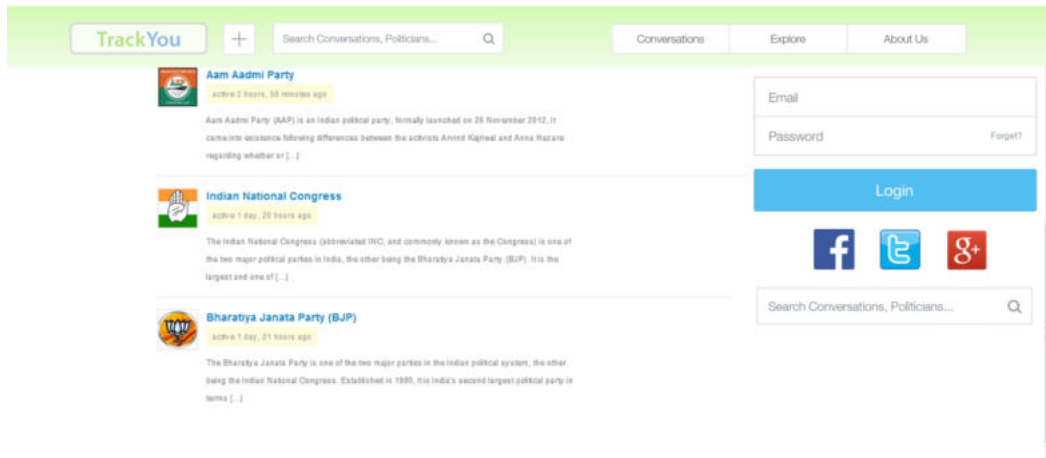 TrackYou
+
Search Conversations, Politicians...
Conversations
Explore
About Us
Aam Aadmi Party
active 2 hours, 58 minutes ago
Aam Aadmi Party (AAP) is an Indian political party, formally launched on 26 November 2012. It
came into existence following differences between the activists Arvind Kejriwal and Anna Hazare
regarding whether or [...]
Indian National Congress
active 1 day, 20 hours ago
The Indian National Congress (abbreviated INC, and commonly known as the Congress) is one of
the two major political parties in India, the other being the Bharatiya Janata Party (BJP). It is the
largest and one of [...]
Bharatiya Janata Party (BJP)
active 1 day, 21 hours ago
The Bharatiya Janata Party is one of the two major parties in the Indian political system, the other
being the Indian National Congress. Established in 1980, it is India's second largest political party in
terms [...]
Email
Password
Forget?
Login
f
t
g+
Search Conversations, Politicians...